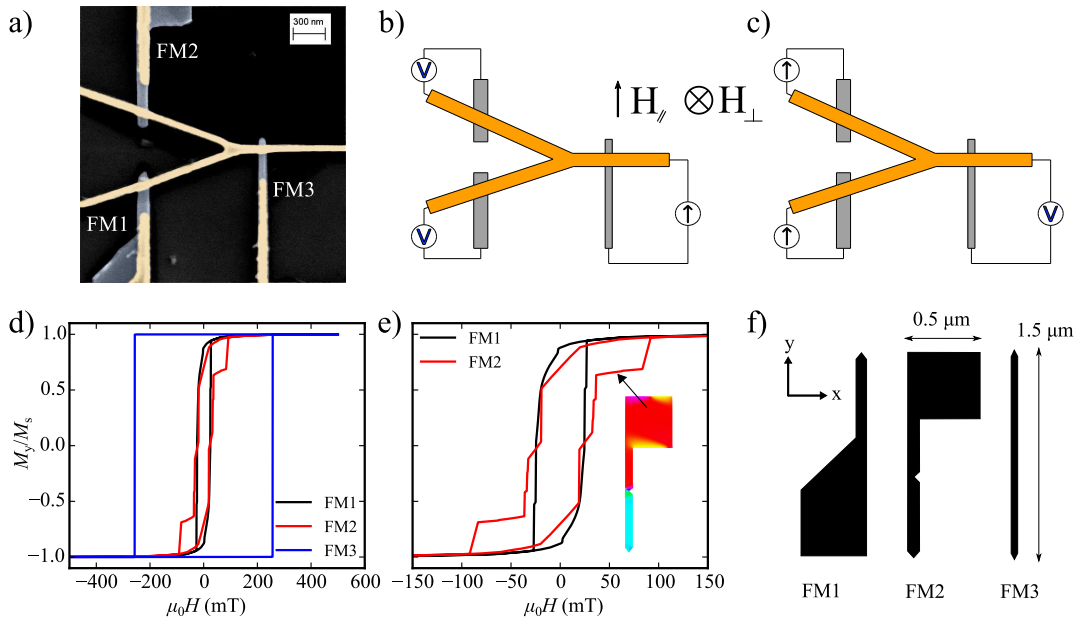 a)
300 nm
FM2
FM1
FM3
b)
V
V
H∥ H⊥
c)
V
d)
1.0
0.5
0.0
−0.5
−1.0
My/Ms
−400 −200 0 200 400 600
μ0H (mT)
FM1
FM2
FM3
e)
FM1
FM2
−150 −100 −50 0 50 100 150
μ0H (mT)
f)
0.5 μm
1.5 μm
y
x
FM1 FM2 FM3